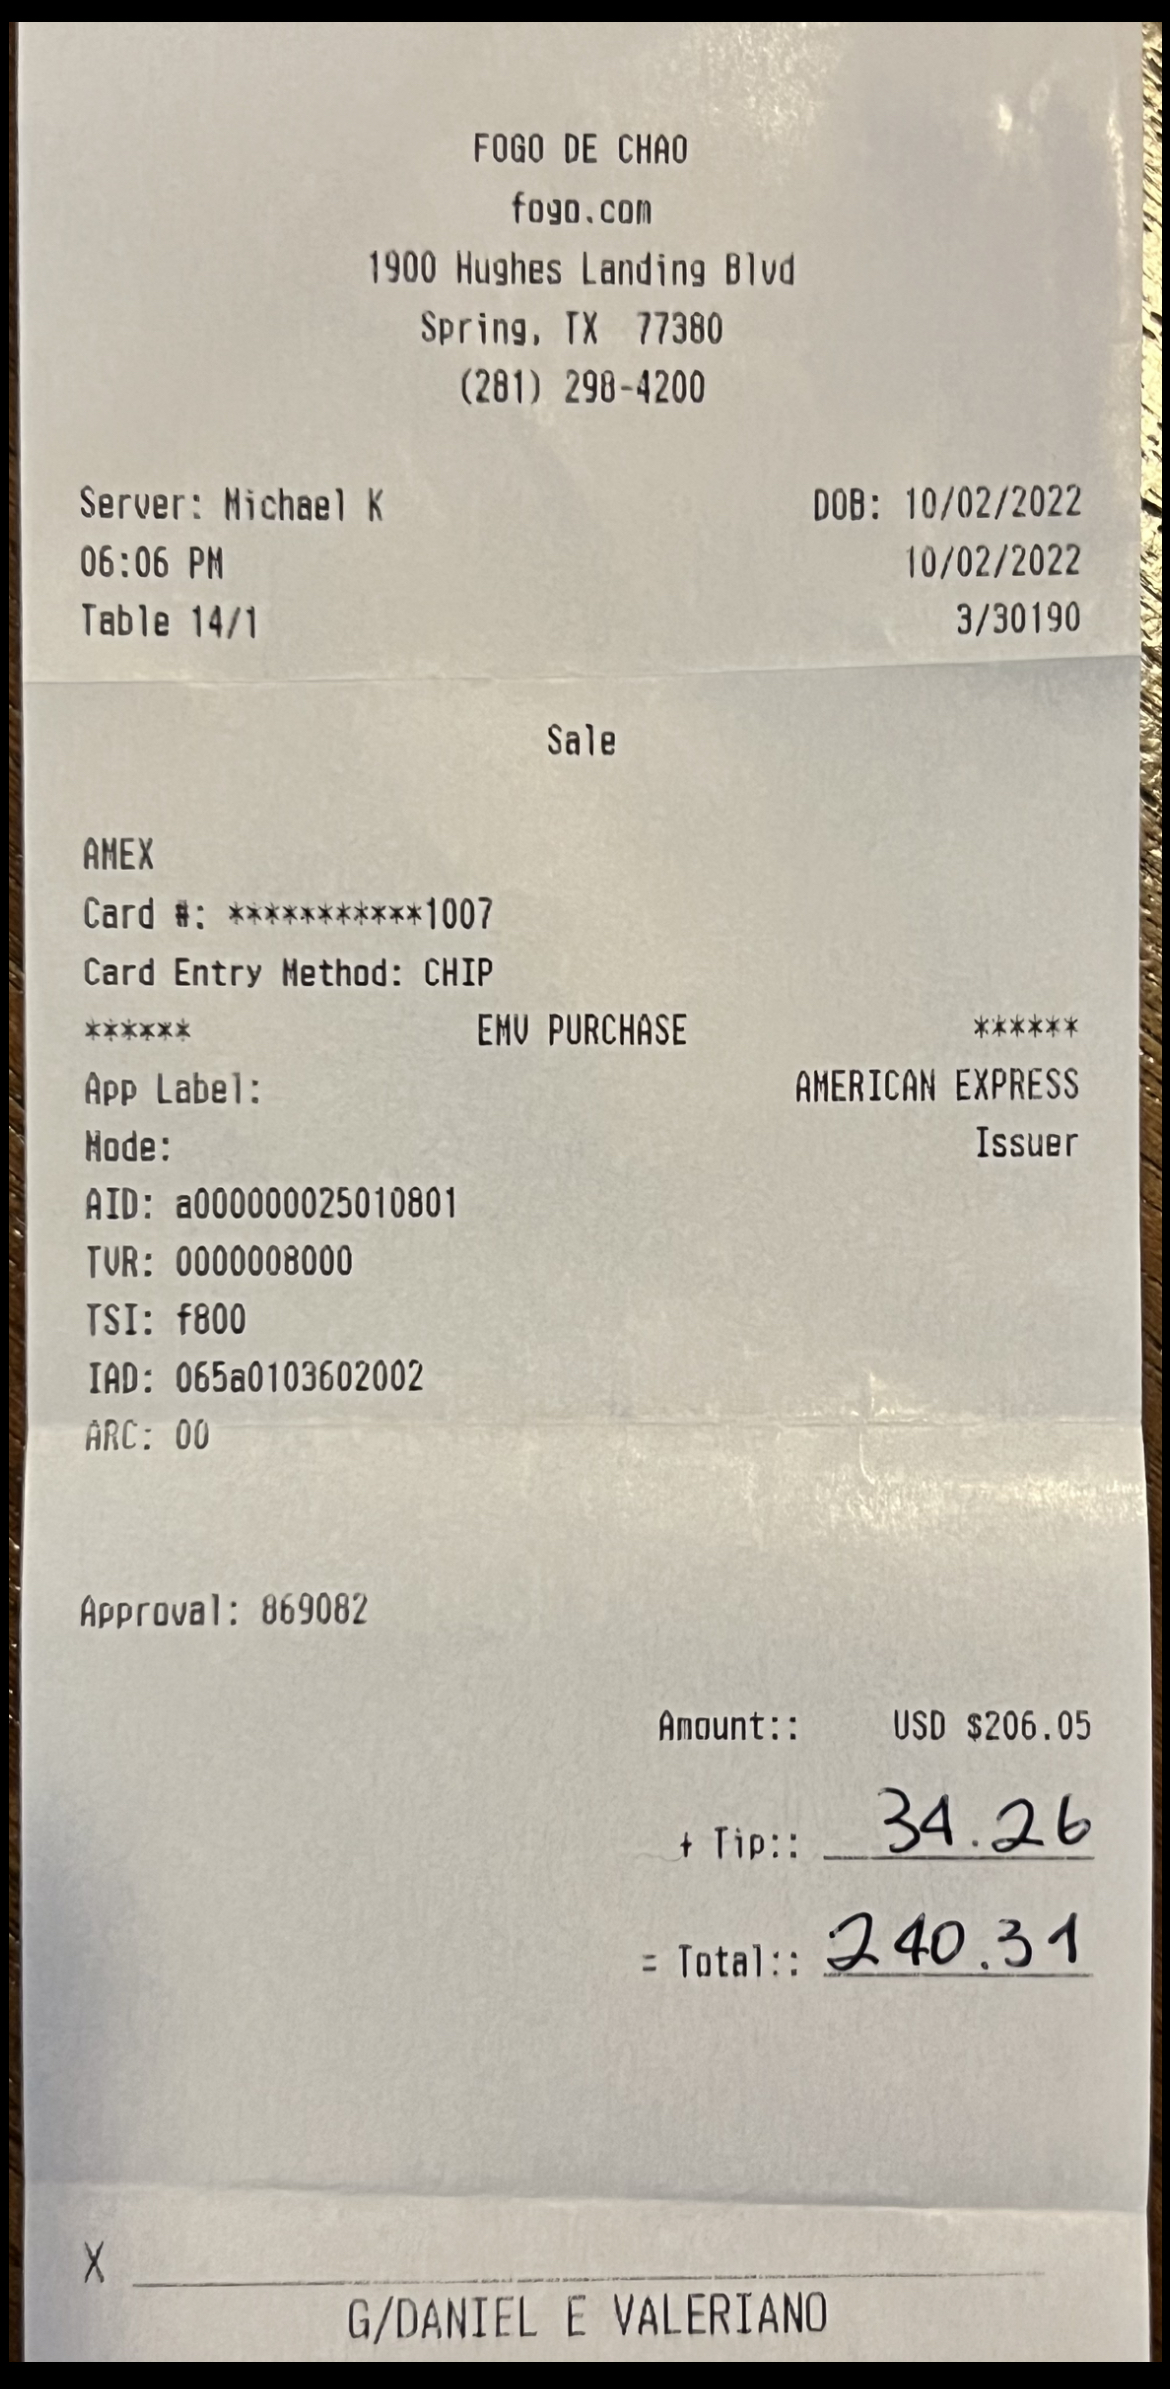 FOGO DE CHAO
fogo.com
1900 Hughes Landing Blvd
Spring, TX 77380
(281) 298-4200
Server: Michael K DOB: 10/02/2022
06:06 PM 10/02/2022
Table 14/1 3/30190
Sale
AMEX
Card #: ***********1007
Card Entry Method: CHIP
****** EMV PURCHASE ******
App Label: AMERICAN EXPRESS
Mode: Issuer
AID: a000000025010801
TVR: 0000008000
TSI: f800
IAD: 065a0103602002
ARC: 00
Approval: 869082
Amount:: USD $206.05
+ Tip:: 34.26
= Total:: 240.31
X
G/DANIEL E VALERIANO